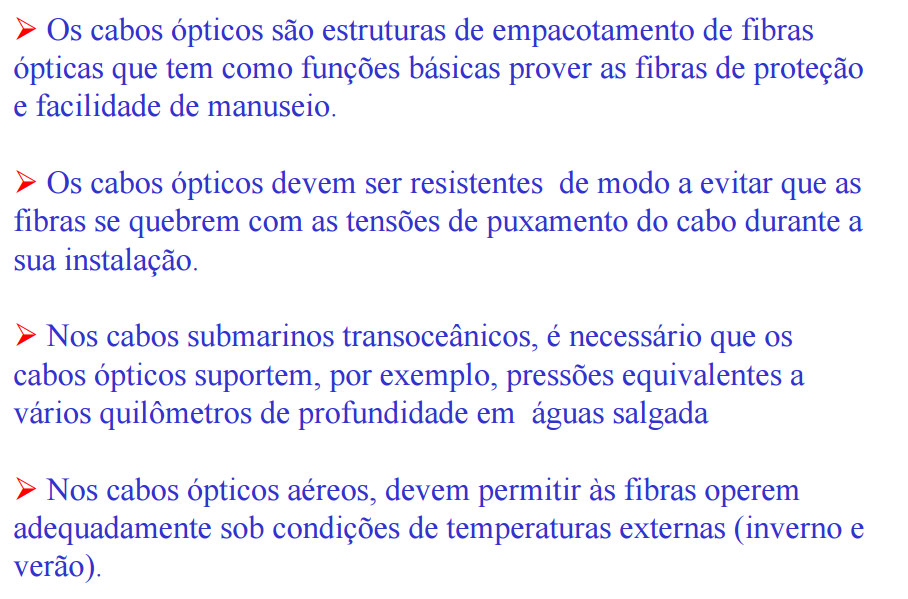 ➢ Os cabos ópticos são estruturas de empacotamento de fibras
ópticas que tem como funções básicas prover as fibras de proteção
e facilidade de manuseio.
➢ Os cabos ópticos devem ser resistentes  de modo a evitar que as
fibras se quebrem com as tensões de puxamento do cabo durante a
sua instalação.
➢ Nos cabos submarinos transoceânicos, é necessário que os
cabos ópticos suportem, por exemplo, pressões equivalentes a
vários quilômetros de profundidade em  águas salgada
➢ Nos cabos ópticos aéreos, devem permitir às fibras operem
adequadamente sob condições de temperaturas externas (inverno e
verão).